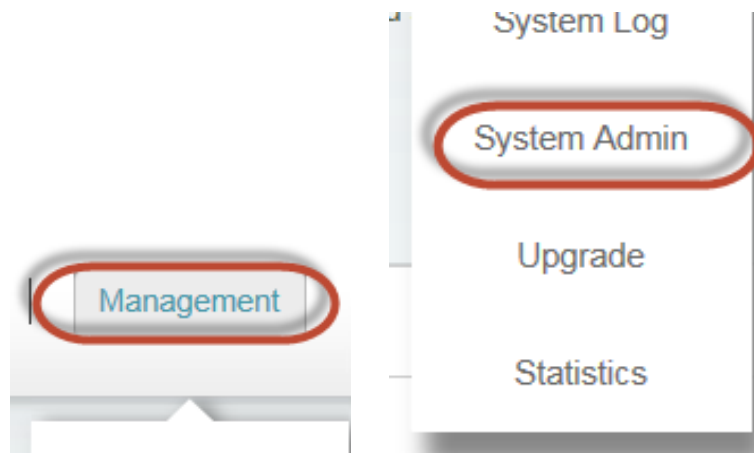 Management
System Log
System Admin
Upgrade
Statistics